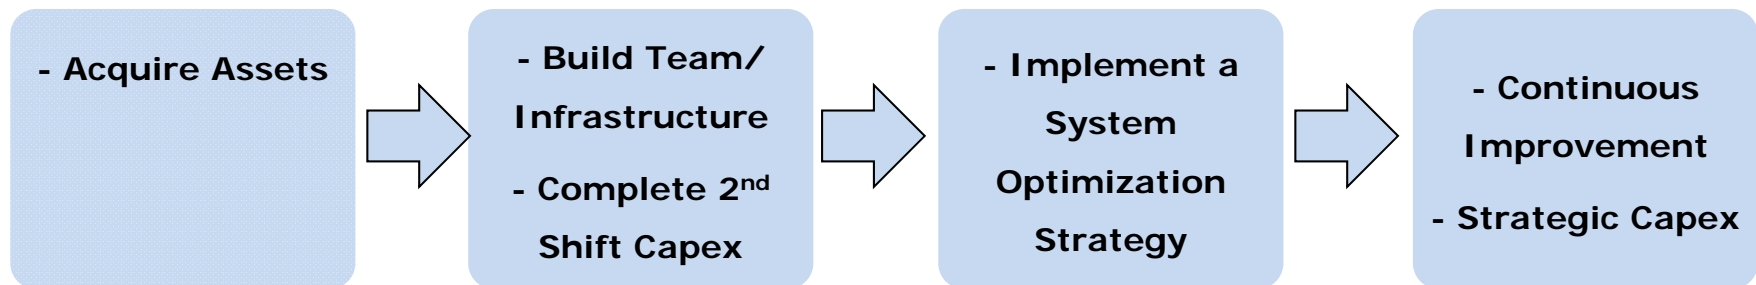 - Acquire Assets
- Build Team/
Infrastructure
- Complete 2nd
Shift Capex
- Implement a
System
Optimization
Strategy
- Continuous
Improvement
- Strategic Capex